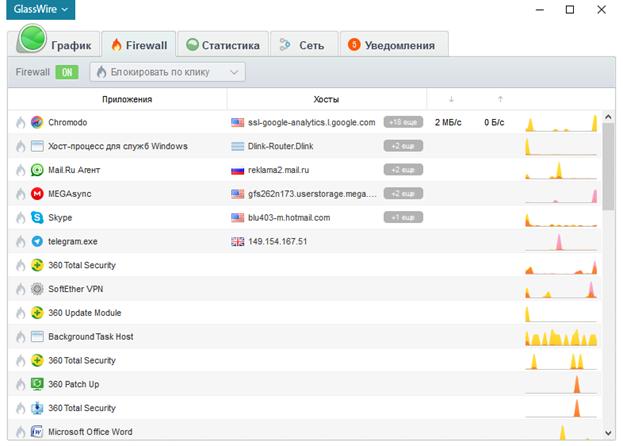 GlassWire
График
Firewall
Статистика
Сеть
5 Уведомления
Firewall ON Блокировать по клику
Приложения Хосты ↓ ↑
Chromodo ssl-google-analytics.l.google.com +18 еще 2 МБ/с 0 Б/с
Хост-процесс для служб Windows Dlink-Router.Dlink +2 еще
Mail.Ru Агент reklama2.mail.ru +2 еще
MEGAsync gfs262n173.userstorage.mega.... +2 еще
Skype blu403-m.hotmail.com +1 еще
telegram.exe 149.154.167.51
360 Total Security
SoftEther VPN
360 Update Module
Background Task Host
360 Total Security
360 Patch Up
360 Total Security
Microsoft Office Word